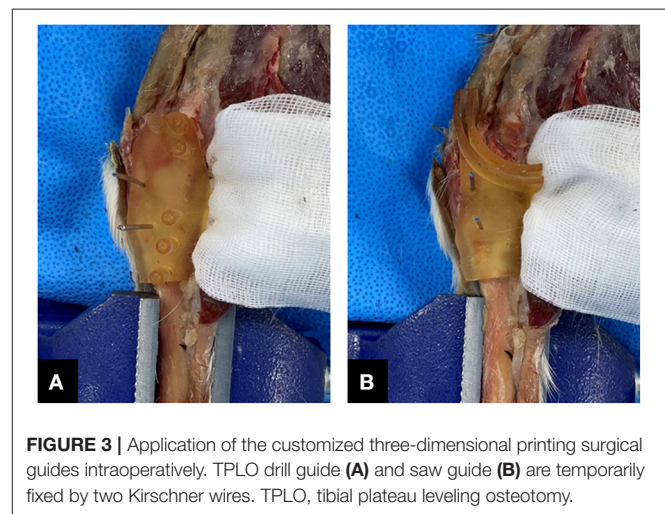 A
B
FIGURE 3 | Application of the customized three-dimensional printing surgical
guides intraoperatively. TPLO drill guide (A) and saw guide (B) are temporarily
fixed by two Kirschner wires. TPLO, tibial plateau leveling osteotomy.